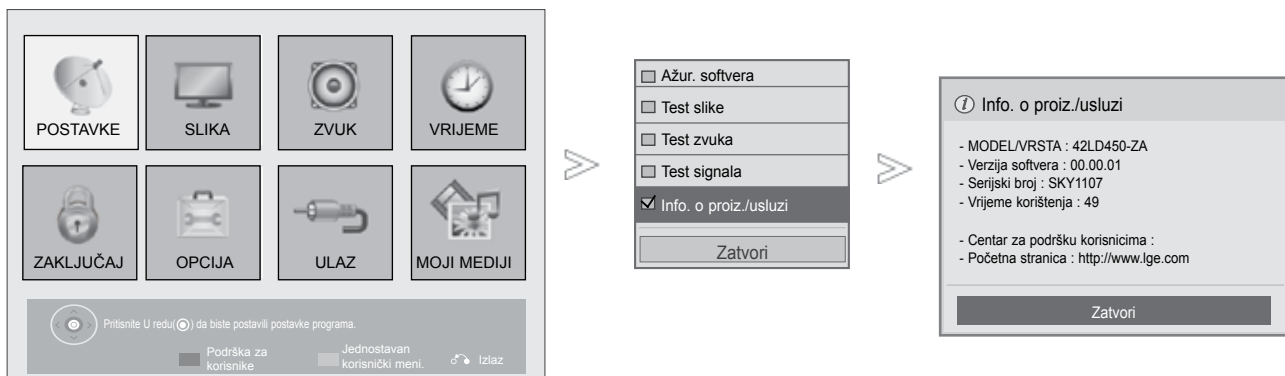 POSTAVKE
SLIKA
ZVUK
VRIJEME
ZAKLJUČAJ
OPCIJA
ULAZ
MOJI MEDIJI
Pritisnite U redu(◉) da biste postavili postavke programa.
Podrška za
korisnike
Jednostavan
korisnički meni.
Izlaz
Ažur. softvera
Test slike
Test zvuka
Test signala
Info. o proiz./usluzi
Zatvori
Info. o proiz./usluzi
- MODEL/VRSTA : 42LD450-ZA
- Verzija softvera : 00.00.01
- Serijski broj : SKY1107
- Vrijeme korištenja : 49
- Centar za podršku korisnicima :
- Početna stranica : http://www.lge.com
Zatvori